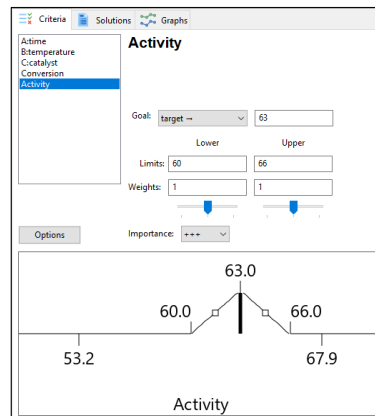 Criteria Solutions Graphs
A:time
B:temperature
C:catalyst
Conversion
Activity
Activity
Goal: target → 63
Lower Upper
Limits: 60 66
Weights: 1 1
Options
Importance: +++
63.0
60.0 66.0
53.2 67.9
Activity